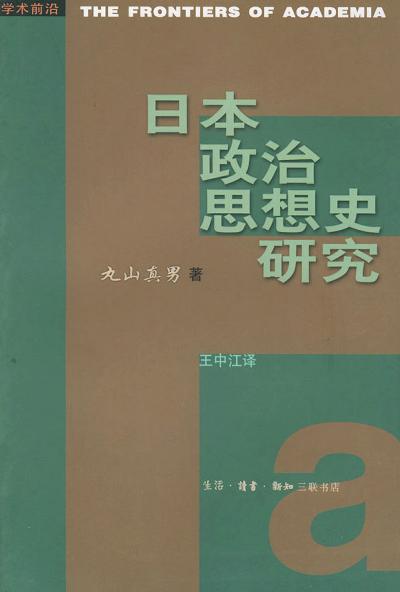 学术前沿 THE FRONTIERS OF ACADEMIA
日本
政治
思想史
研究
丸山真男 著
王中江译
a
生活·讀書·新知 三联书店